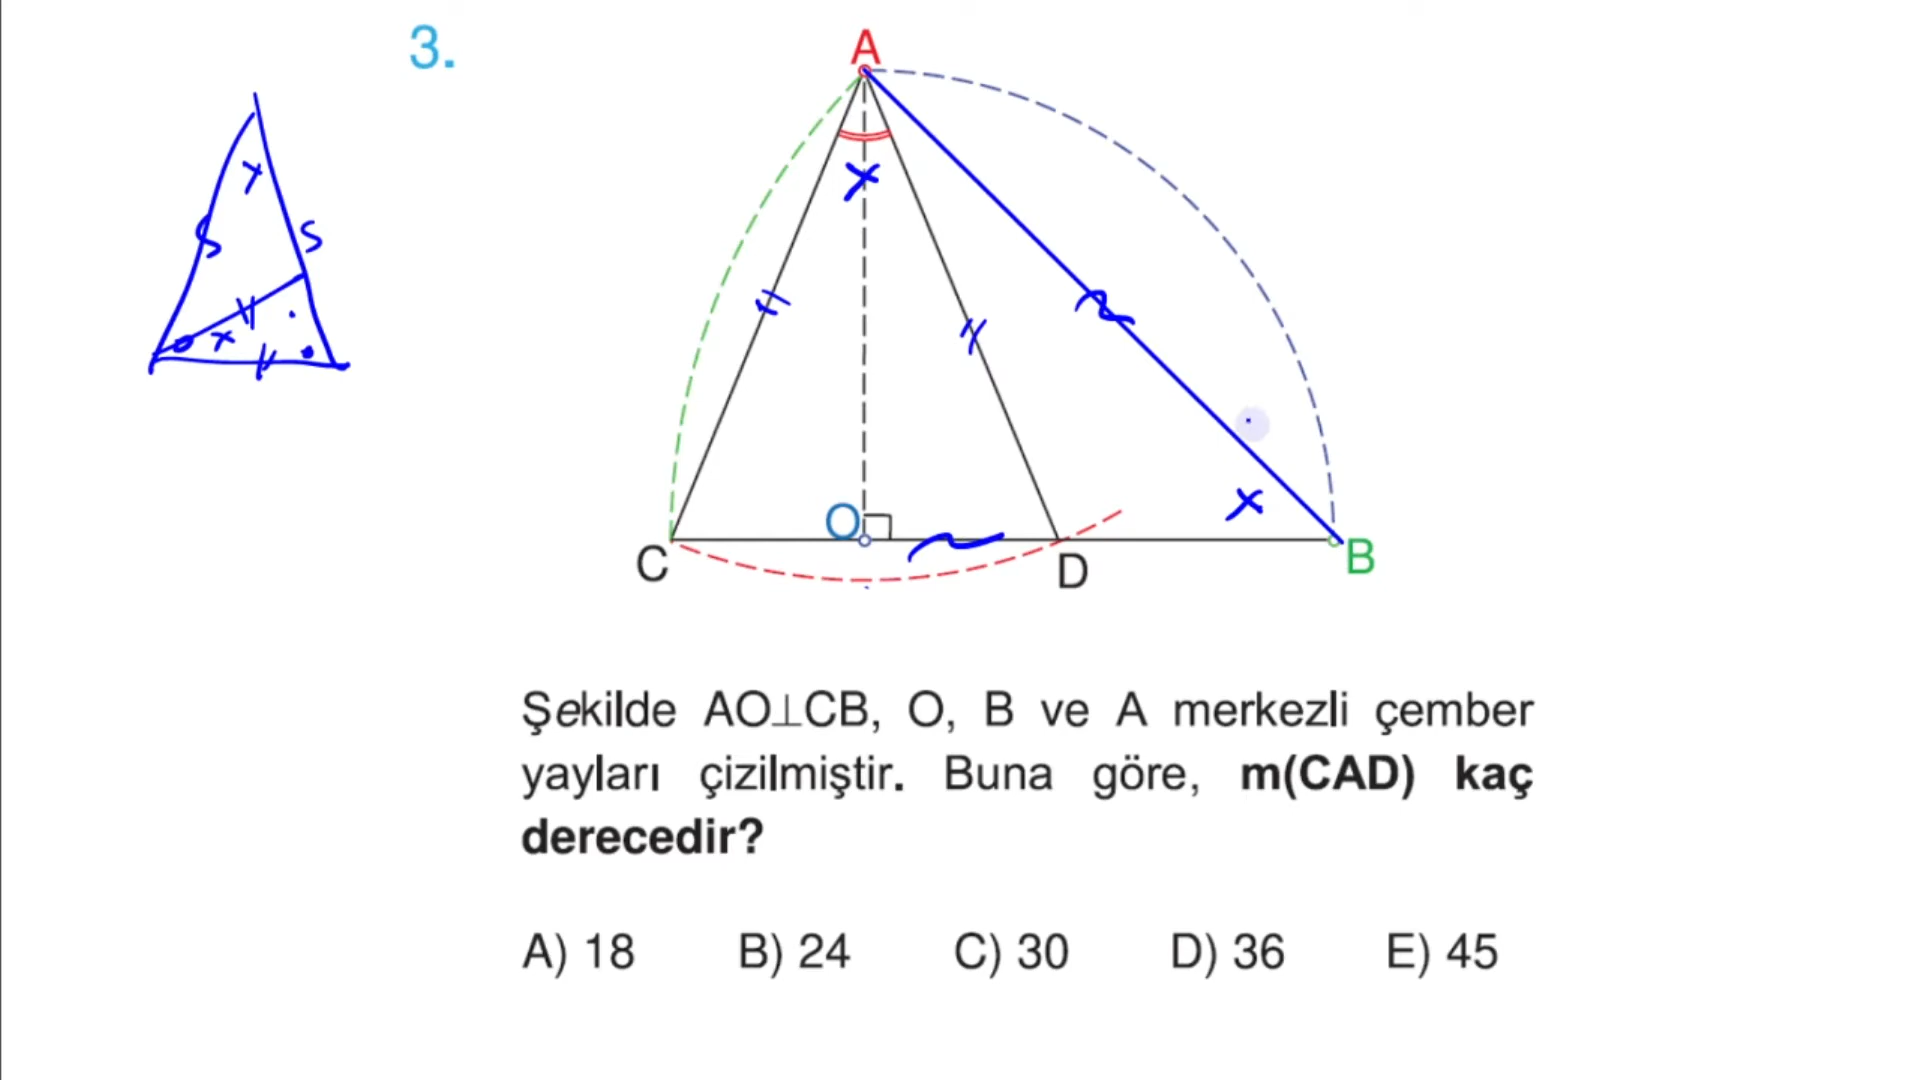 3.
A
x
S
S
x
x
O
x
C
D
B
Şekilde AO⊥CB, O, B ve A merkezli çember
yayları çizilmiştir. Buna göre, m(CAD) kaç
derecedir?
A) 18 B) 24 C) 30 D) 36 E) 45